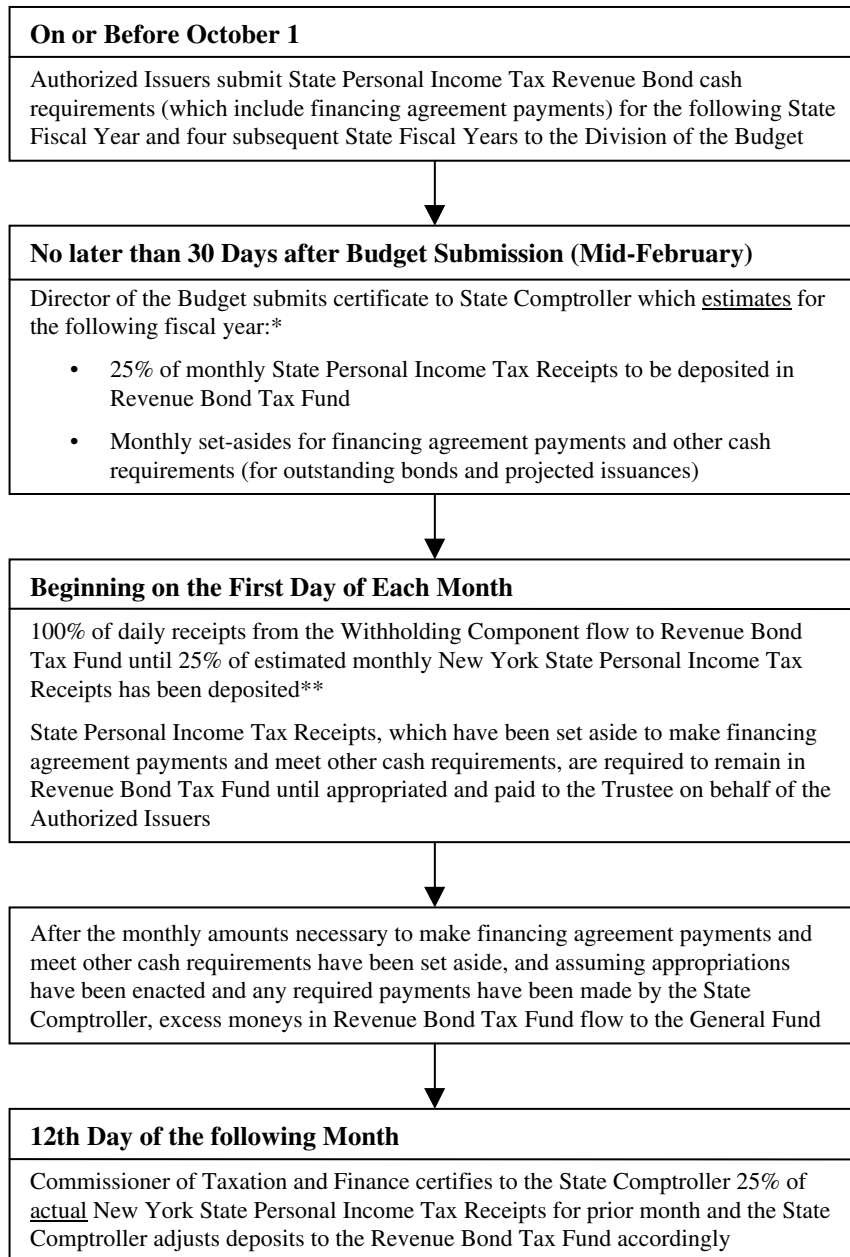 On or Before October 1
Authorized Issuers submit State Personal Income Tax Revenue Bond cash
requirements (which include financing agreement payments) for the following State
Fiscal Year and four subsequent State Fiscal Years to the Division of the Budget
No later than 30 Days after Budget Submission (Mid-February)
Director of the Budget submits certificate to State Comptroller which estimates for
the following fiscal year:*
• 25% of monthly State Personal Income Tax Receipts to be deposited in
Revenue Bond Tax Fund
• Monthly set-asides for financing agreement payments and other cash
requirements (for outstanding bonds and projected issuances)
Beginning on the First Day of Each Month
100% of daily receipts from the Withholding Component flow to Revenue Bond
Tax Fund until 25% of estimated monthly New York State Personal Income Tax
Receipts has been deposited**
State Personal Income Tax Receipts, which have been set aside to make financing
agreement payments and meet other cash requirements, are required to remain in
Revenue Bond Tax Fund until appropriated and paid to the Trustee on behalf of the
Authorized Issuers
After the monthly amounts necessary to make financing agreement payments and
meet other cash requirements have been set aside, and assuming appropriations
have been enacted and any required payments have been made by the State
Comptroller, excess moneys in Revenue Bond Tax Fund flow to the General Fund
12th Day of the following Month
Commissioner of Taxation and Finance certifies to the State Comptroller 25% of
actual New York State Personal Income Tax Receipts for prior month and the State
Comptroller adjusts deposits to the Revenue Bond Tax Fund accordingly